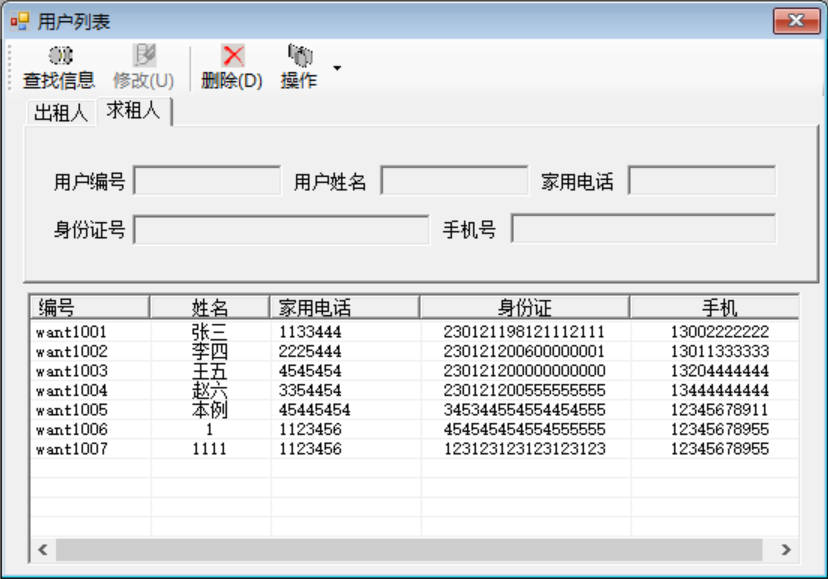 用户列表
查找信息 修改(U) 删除(D) 操作
出租人 求租人
用户编号 用户姓名 家用电话
身份证号 手机号
编号 姓名 家用电话 身份证 手机
want1001 张三 1133444 230121198121112111 13002222222
want1002 李四 2225444 230121200600000001 13011333333
want1003 王五 4545454 230121200000000000 13204444444
want1004 赵六 3354454 230121200555555555 13444444444
want1005 本例 45445454 345344554554454555 12345678911
want1006 1 1123456 454545454554555555 12345678955
want1007 1111 1123456 123123123123123123 12345678955